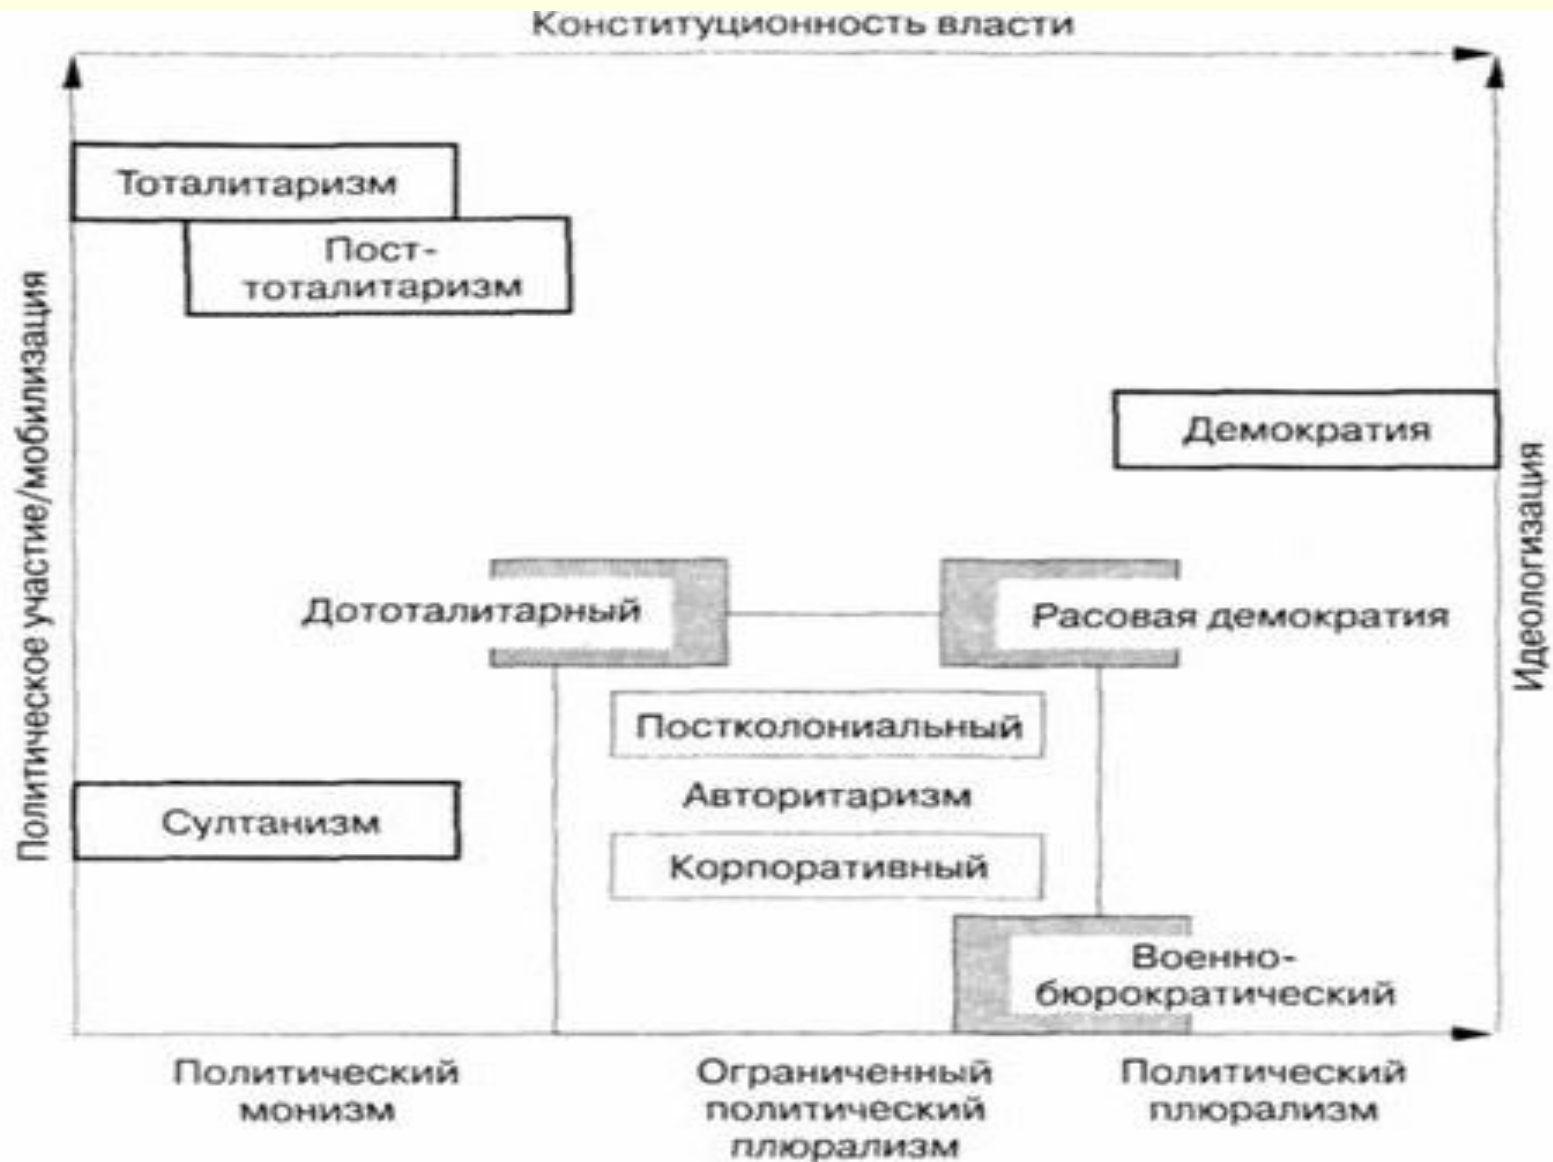 Конституционность власти
Тоталитаризм
Пост-
тоталитаризм
Политическое участие/мобилизация
Демократия
Идеологизация
Дототалитарный
Расовая демократия
Постколониальный
Авторитаризм
Султанизм
Корпоративный
Военно-
бюрократический
Политический
монизм
Ограниченный
политический
плюрализм
Политический
плюрализм